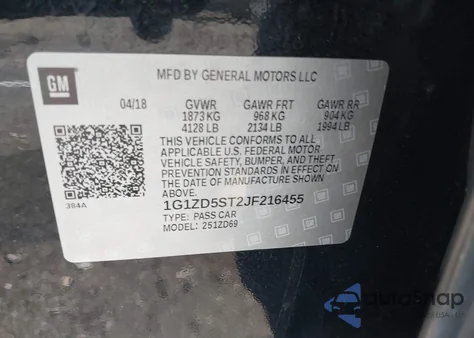 GM
MFD BY GENERAL MOTORS LLC
04/18 GVWR GAWR FRT GAWR RR
1873 KG 968 KG 904 KG
4128 LB 2134 LB 1994 LB
THIS VEHICLE CONFORMS TO ALL
APPLICABLE U.S. FEDERAL MOTOR
VEHICLE SAFETY, BUMPER, AND THEFT
PREVENTION STANDARDS IN EFFECT ON
THE DATE OF MANUFACTURE SHOWN
ABOVE.
384A
1G1ZD5ST2JF216455
TYPE: PASS CAR
MODEL: 251ZD69
AutoSnap